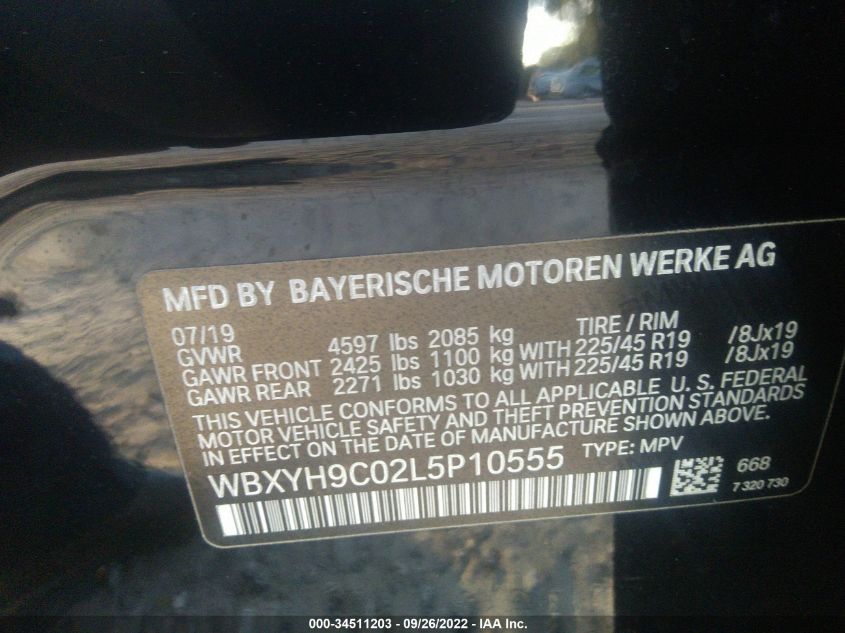 MFD BY BAYERISCHE MOTOREN WERKE AG
07/19 TIRE / RIM
GVWR 4597 lbs 2085 kg
GAWR FRONT 2425 lbs 1100 kg WITH 225/45 R19 /8Jx19
GAWR REAR 2271 lbs 1030 kg WITH 225/45 R19 /8Jx19
THIS VEHICLE CONFORMS TO ALL APPLICABLE U. S. FEDERAL
MOTOR VEHICLE SAFETY AND THEFT PREVENTION STANDARDS
IN EFFECT ON THE DATE OF MANUFACTURE SHOWN ABOVE.
WBXYH9C02L5P10555 TYPE: MPV
668
7 320 730
000-34511203 - 09/26/2022 - IAA Inc.